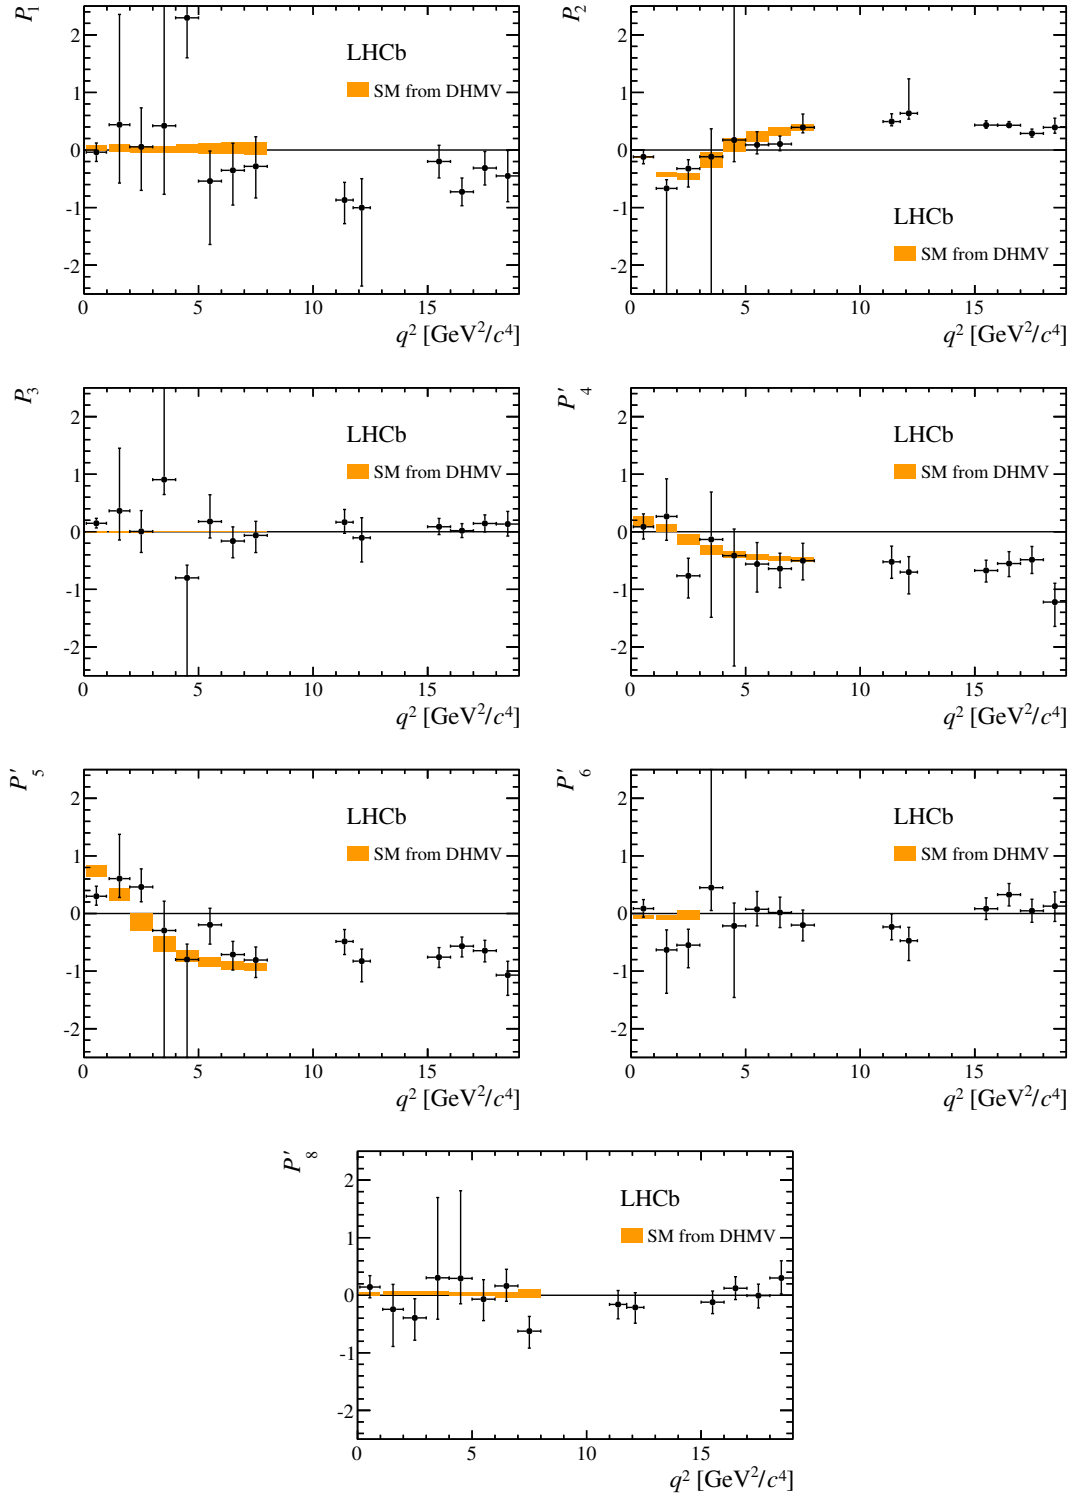 P₁
2
1
0
-1
-2
LHCb
SM from DHMV
0 5 10 15
q² [GeV²/c⁴]
P₂
2
1
0
-1
-2
LHCb
SM from DHMV
0 5 10 15
q² [GeV²/c⁴]
P₃
2
1
0
-1
-2
LHCb
SM from DHMV
0 5 10 15
q² [GeV²/c⁴]
P′₄
2
1
0
-1
-2
LHCb
SM from DHMV
0 5 10 15
q² [GeV²/c⁴]
P′₅
2
1
0
-1
-2
LHCb
SM from DHMV
0 5 10 15
q² [GeV²/c⁴]
P′₆
2
1
0
-1
-2
LHCb
SM from DHMV
0 5 10 15
q² [GeV²/c⁴]
P′₈
2
1
0
-1
-2
LHCb
SM from DHMV
0 5 10 15
q² [GeV²/c⁴]